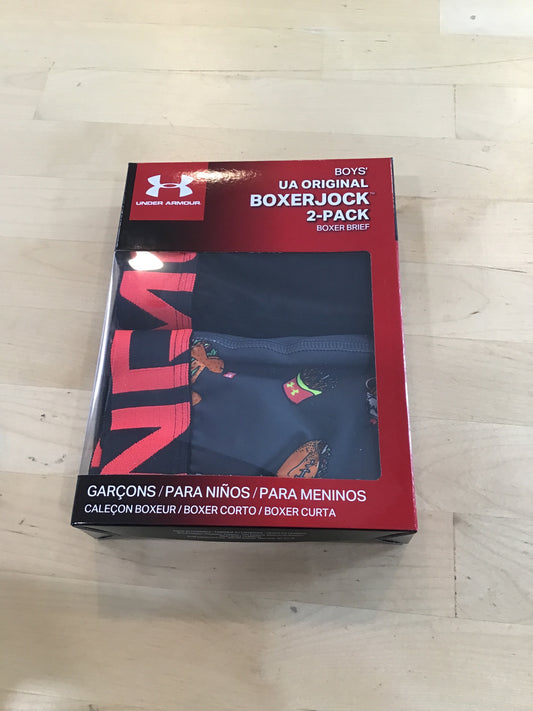 UNDER ARMOUR
BOYS'
UA ORIGINAL
BOXERJOCK™
2-PACK
BOXER BRIEF
GARÇONS / PARA NIÑOS / PARA MENINOS
CALEÇON BOXEUR / BOXER CORTO / BOXER CURTA